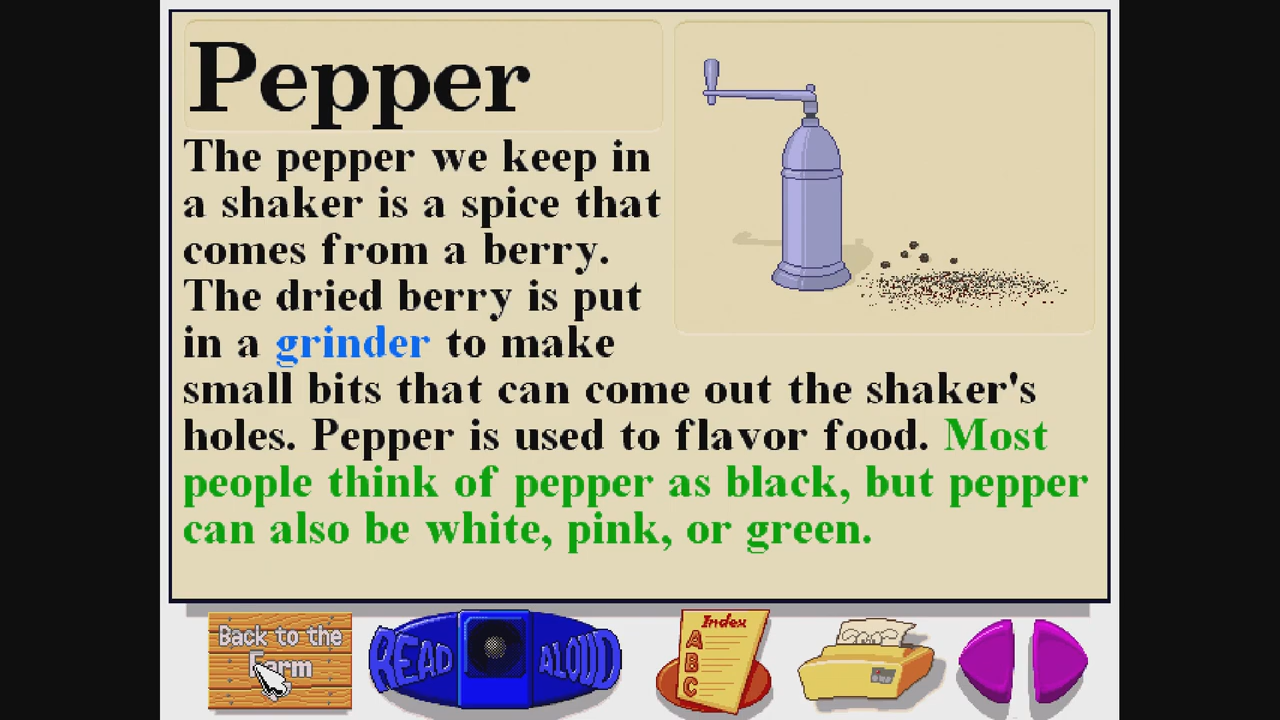 Pepper
The pepper we keep in
a shaker is a spice that
comes from a berry.
The dried berry is put
in a grinder to make
small bits that can come out the shaker's
holes. Pepper is used to flavor food. Most
people think of pepper as black, but pepper
can also be white, pink, or green.
Back to the
Farm
READ ALOUD
Index
A
B
C